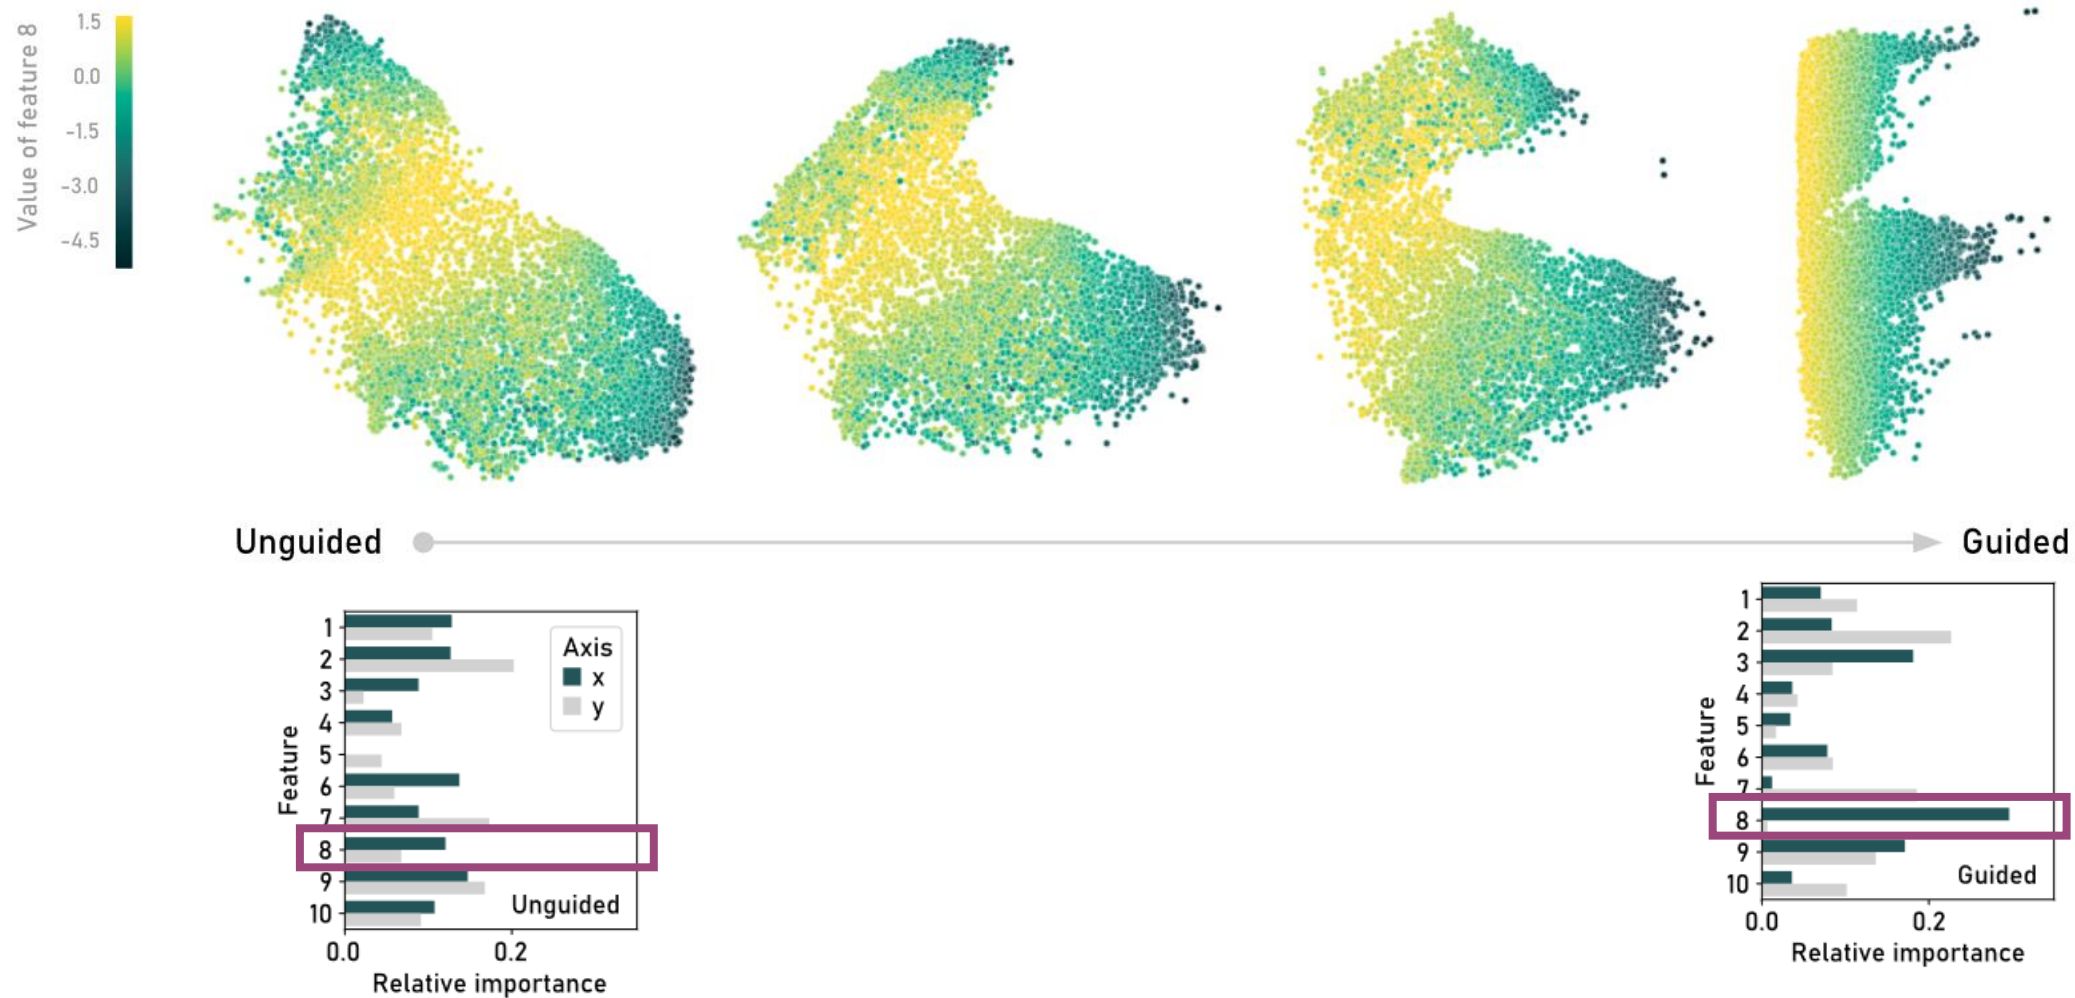 Value of feature 8
1.5
0.0
−1.5
−3.0
−4.5
Unguided
Guided
Feature
1
2
3
4
5
6
7
8
9
10
Axis
x
y
Unguided
0.0 0.2
Relative importance
Feature
1
2
3
4
5
6
7
8
9
10
Guided
0.0 0.2
Relative importance